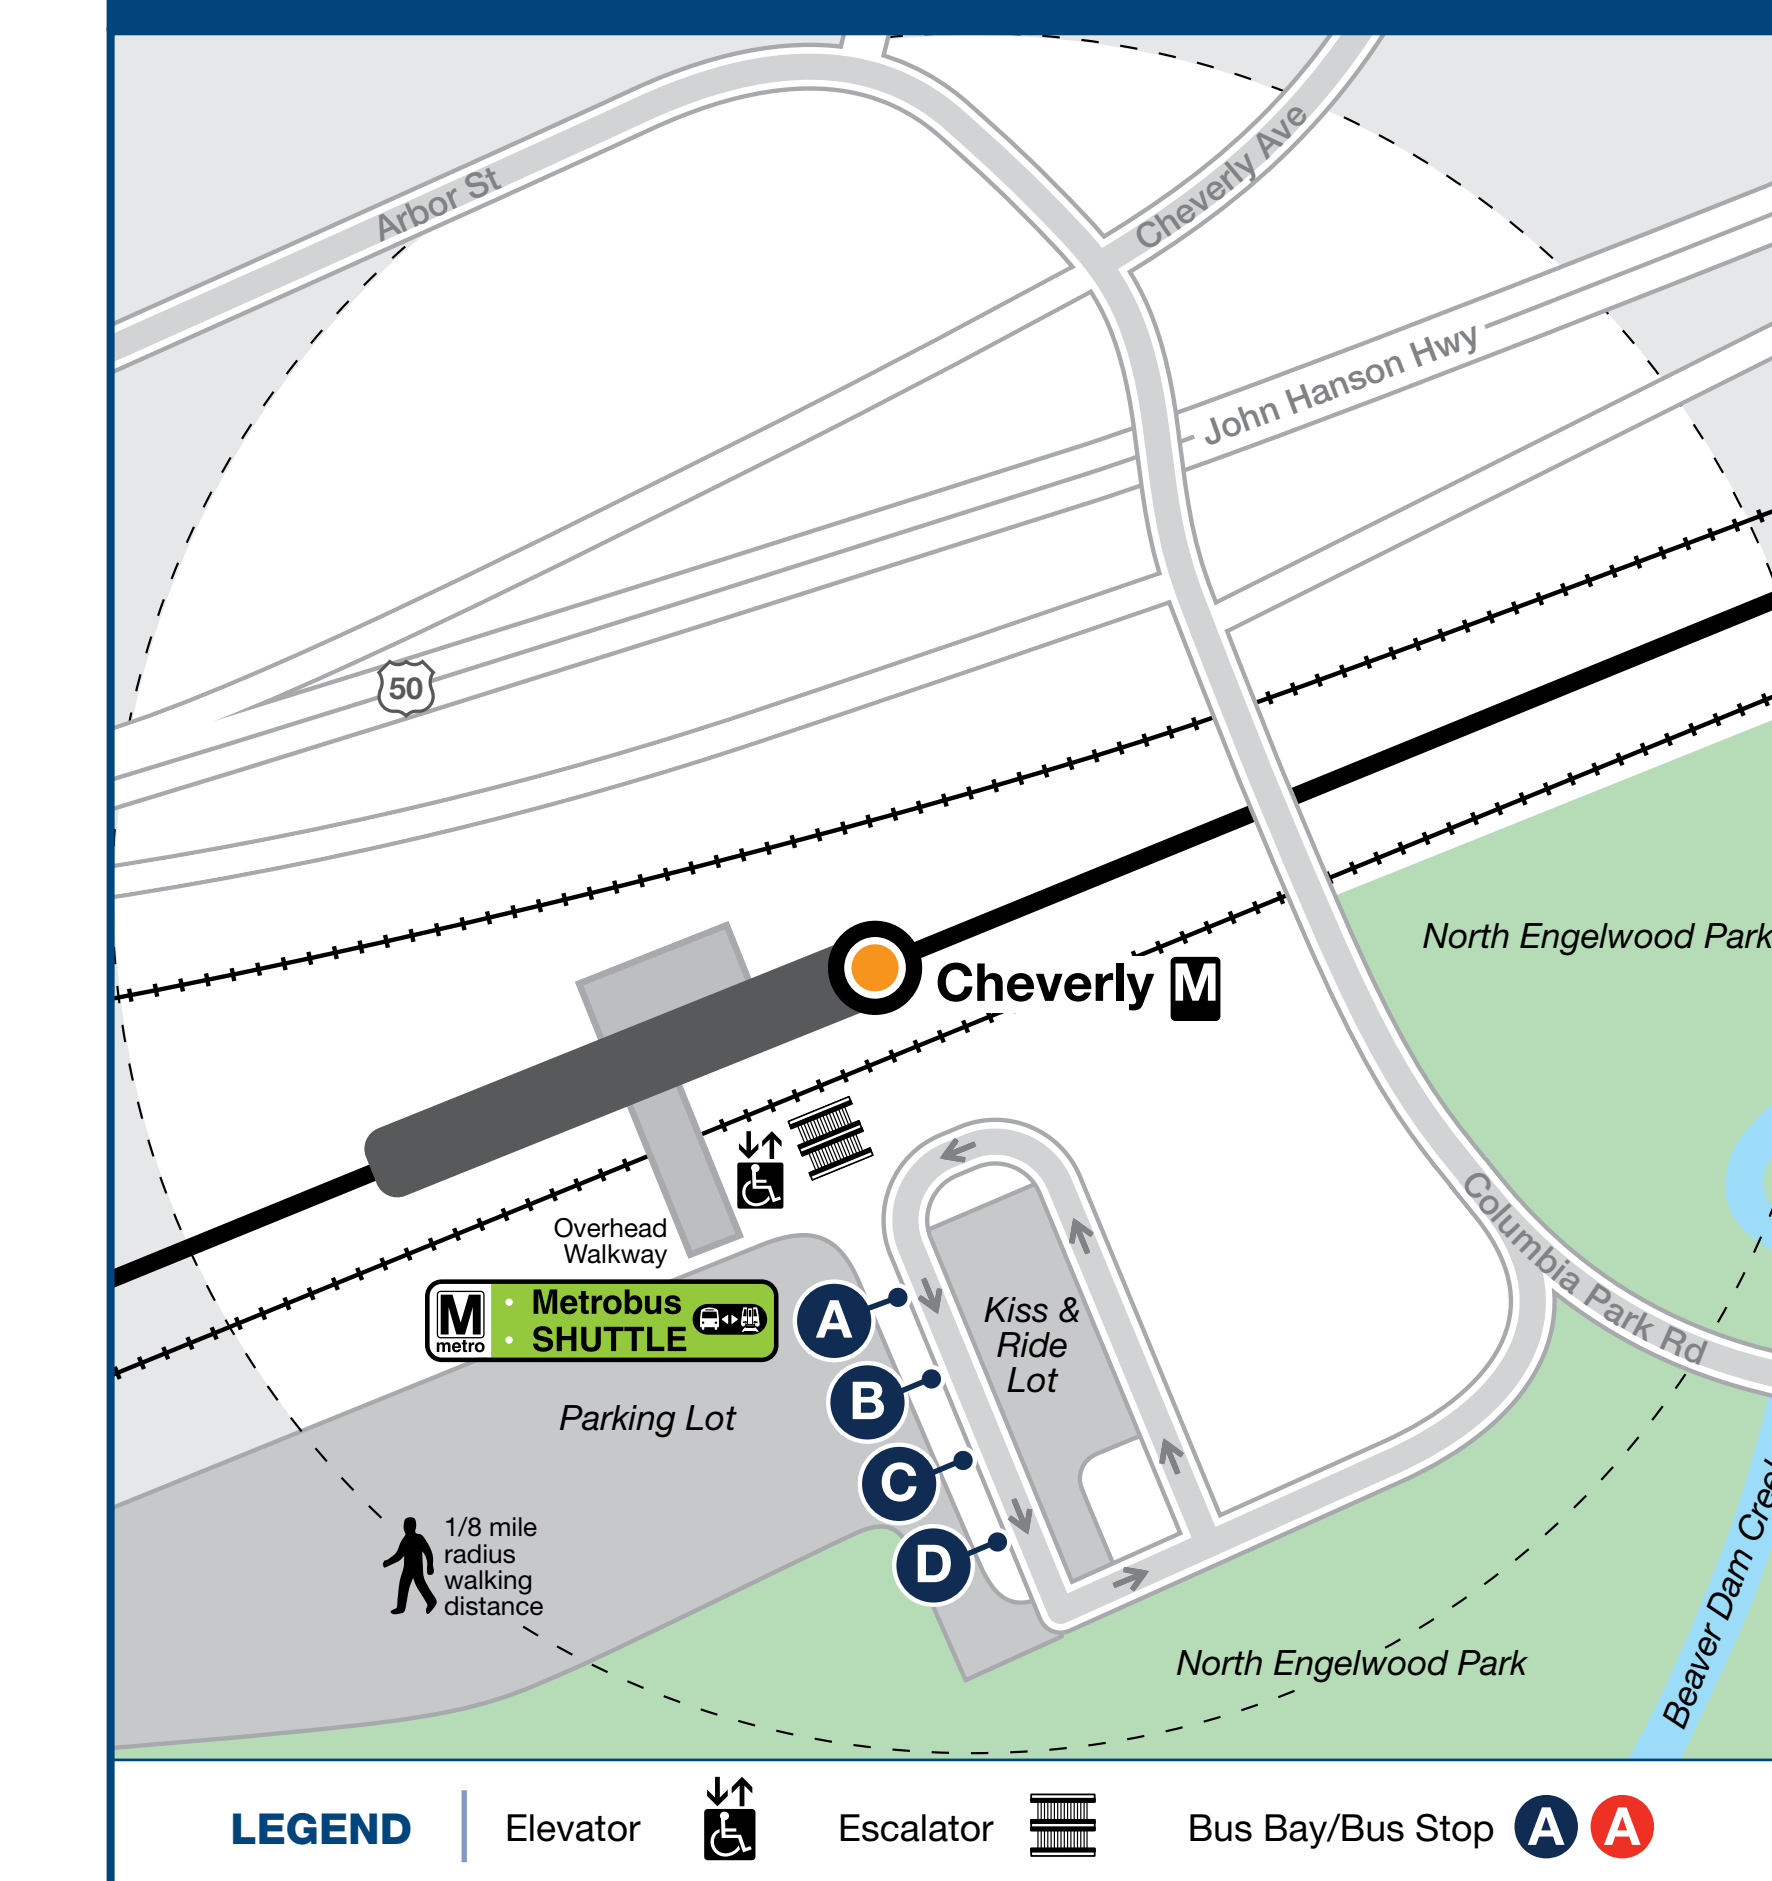 Arbor St
Cheverly Ave
John Hanson Hwy
50
North Engelwood Park
Cheverly M
Overhead
Walkway
M
metro
• Metrobus
• SHUTTLE
A
B
C
D
Kiss &
Ride
Lot
Columbia Park Rd
Parking Lot
1/8 mile
radius
walking
distance
North Engelwood Park
Beaver Dam
LEGEND
Elevator
Escalator
Bus Bay/Bus Stop A A